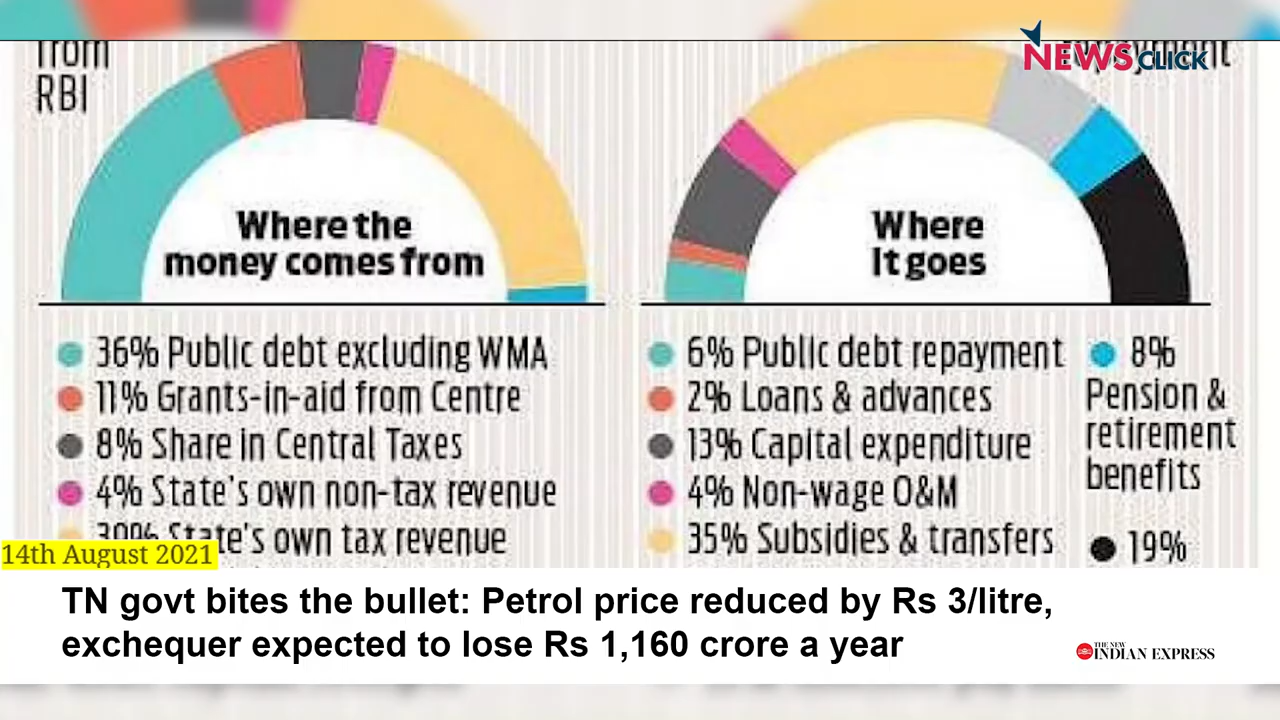 from
RBI
NEWSCLICK
Where the
money comes from
36% Public debt excluding WMA
11% Grants-in-aid from Centre
8% Share in Central Taxes
4% State's own non-tax revenue
State's own tax revenue
Where
it goes
6% Public debt repayment
2% Loans & advances
13% Capital expenditure
4% Non-wage O&M
35% Subsidies & transfers
8%
Pension &
retirement
benefits
19%
14th August 2021
TN govt bites the bullet: Petrol price reduced by Rs 3/litre,
exchequer expected to lose Rs 1,160 crore a year
THE NEW
INDIAN EXPRESS